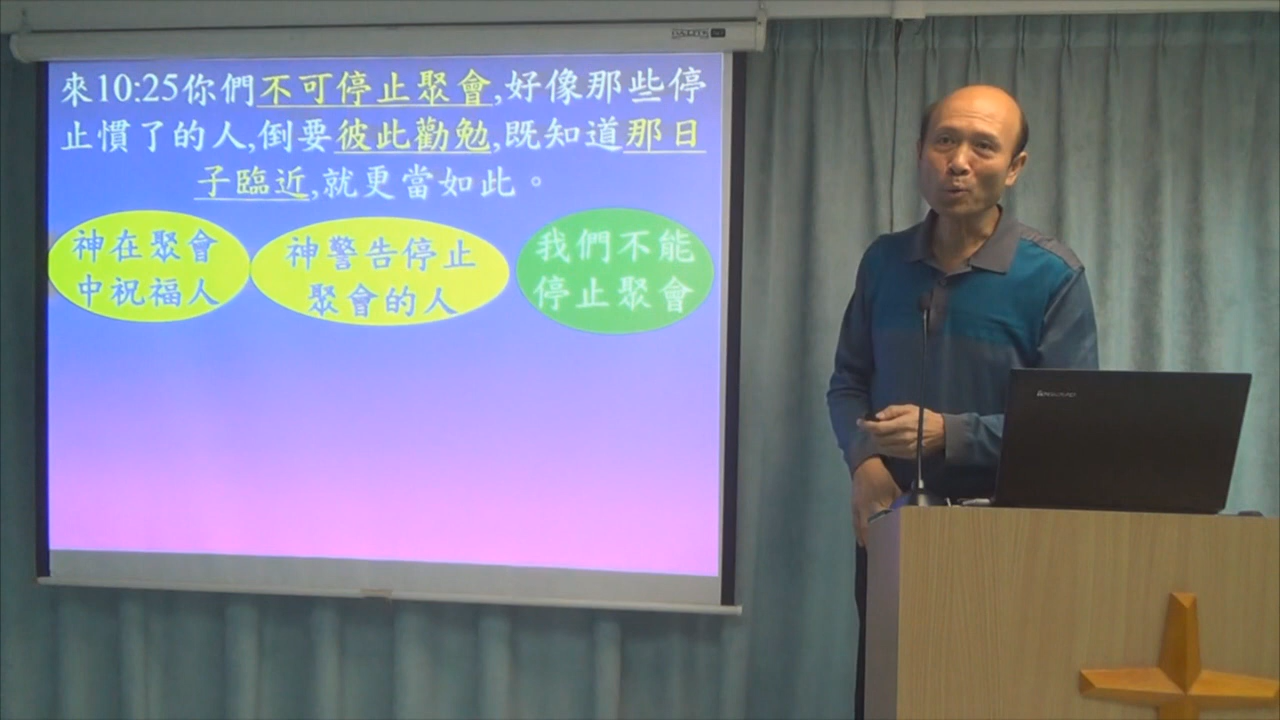 來10:25你們不可停止聚會,好像那些停
止慣了的人,倒要彼此勸勉,既知道那日
子臨近,就更當如此。
神在聚會
中祝福人
神警告停止
聚會的人
我們不能
停止聚會
lenovo